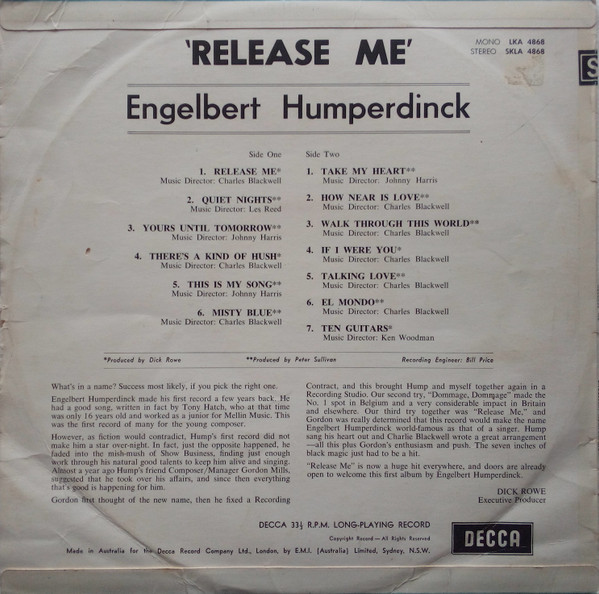 'RELEASE ME'
MONO LKA 4868
STEREO SKLA 4868
S
Engelbert Humperdinck
Side One
1. RELEASE ME*
Music Director: Charles Blackwell
2. QUIET NIGHTS**
Music Director: Les Reed
3. YOURS UNTIL TOMORROW**
Music Director: Johnny Harris
4. THERE'S A KIND OF HUSH*
Music Director: Charles Blackwell
5. THIS IS MY SONG**
Music Director: Johnny Harris
6. MISTY BLUE**
Music Director: Charles Blackwell
Side Two
1. TAKE MY HEART**
Music Director: Johnny Harris
2. HOW NEAR IS LOVE**
Music Director: Charles Blackwell
3. WALK THROUGH THIS WORLD**
Music Director: Charles Blackwell
4. IF I WERE YOU*
Music Director: Charles Blackwell
5. TALKING LOVE**
Music Director: Charles Blackwell
6. EL MONDO**
Music Director: Charles Blackwell
7. TEN GUITARS*
Music Director: Ken Woodman
*Produced by Dick Rowe **Produced by Peter Sullivan Recording Engineer: Bill Price
What's in a name? Success most likely, if you pick the right one.
Engelbert Humperdinck made his first record a few years back. He
had a good song, written in fact by Tony Hatch, who at that time
was only 16 years old and worked as a junior for Mellin Music. This
was the first record of many for the young composer.
However, as fiction would contradict, Hump's first record did not
make him a star over-night. In fact, just the opposite happened, he
faded into the mish-mush of Show Business, finding just enough
work through his natural good talents to keep him alive and singing.
Almost a year ago Hump's friend Composer/Manager Gordon Mills,
suggested that he took over his affairs, and since then everything
that's good is happening for him.
Gordon first thought of the new name, then he fixed a Recording
Contract, and this brought Hump and myself together again in a
Recording Studio. Our second try, "Dommage, Domnage" made the
No. 1 spot in Belgium and a very considerable impact in Britain
and elsewhere. Our third try together was "Release Me," and
Gordon was really determined that this record would make the name
Engelbert Humperdinck world-famous as that of a singer. Hump
sang his heart out and Charlie Blackwell wrote a great arrangement
—all this plus Gordon's enthusiasm and push. The seven inches of
black magic just had to be a hit.
"Release Me" is now a huge hit everywhere, and doors are already
open to welcome this first album by Engelbert Humperdinck.
DICK ROWE
Executive Producer
DECCA 33⅓ R.P.M. LONG-PLAYING RECORD
Copyright Record — All Rights Reserved
Made in Australia for the Decca Record Company Ltd., London, by E.M.I. (Australia) Limited, Sydney, N.S.W.
DECCA